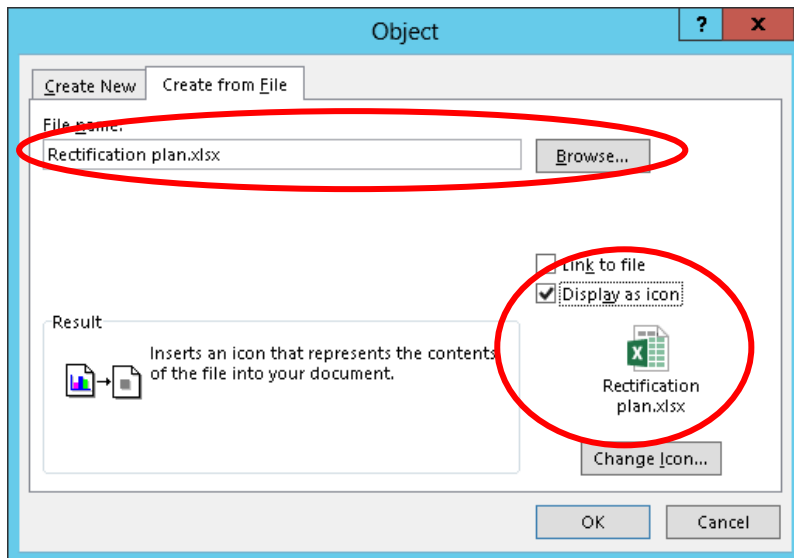 Object
?
x
Create New
Create from File
File name:
Rectification plan.xlsx
Browse...
Link to file
Display as icon
Result
Inserts an icon that represents the contents
of the file into your document.
Rectification
plan.xlsx
Change Icon...
OK
Cancel